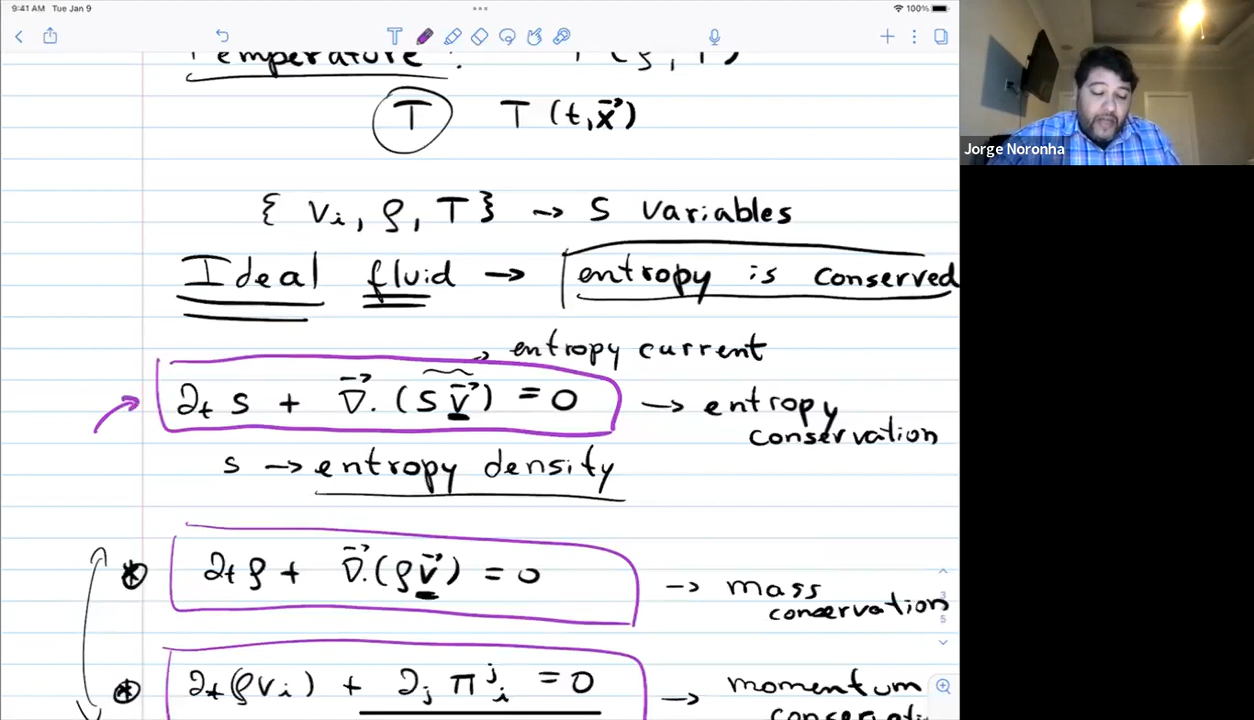 9:41 AM Tue Jan 9
100%
Temperature :
T T (t, x⃗)
{ vᵢ, ρ, T } → 5 variables
Ideal fluid → entropy is conserved
→ entropy current
∂ₜ s + ∇⃗. (s v⃗) = 0 → entropy
conservation
s → entropy density
* ∂ₜ ρ + ∇⃗.(ρ v⃗) = 0 → mass
conservation
* ∂ₜ(ρ vᵢ) + ∂ⱼ πʲᵢ = 0 → momentum
Jorge Noronha